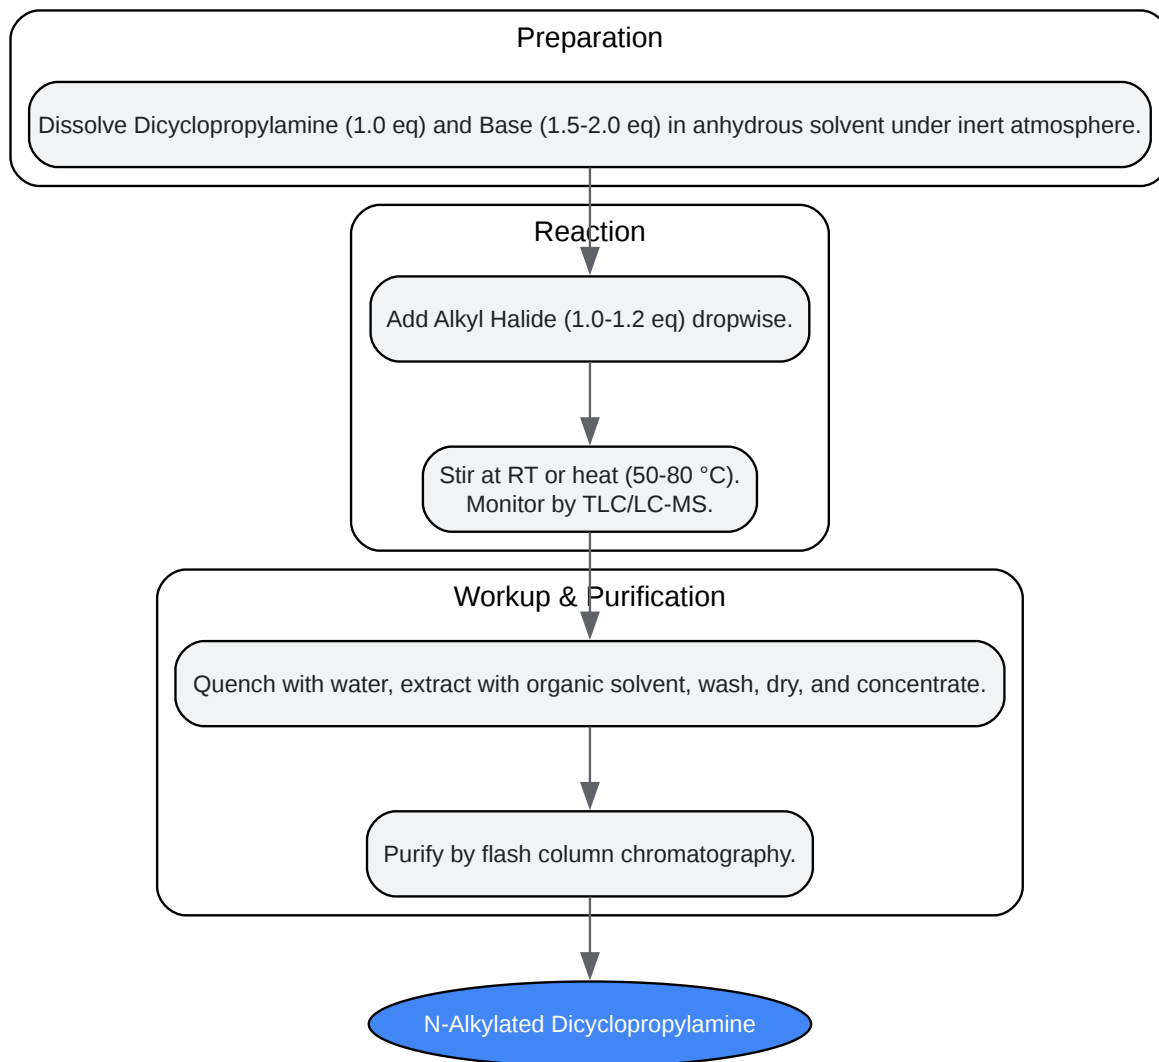 Preparation
Dissolve Dicyclopropylamine (1.0 eq) and Base (1.5-2.0 eq) in anhydrous solvent under inert atmosphere.
Reaction
Add Alkyl Halide (1.0-1.2 eq) dropwise.
Stir at RT or heat (50-80 °C).
Monitor by TLC/LC-MS.
Workup & Purification
Quench with water, extract with organic solvent, wash, dry, and concentrate.
Purify by flash column chromatography.
N-Alkylated Dicyclopropylamine